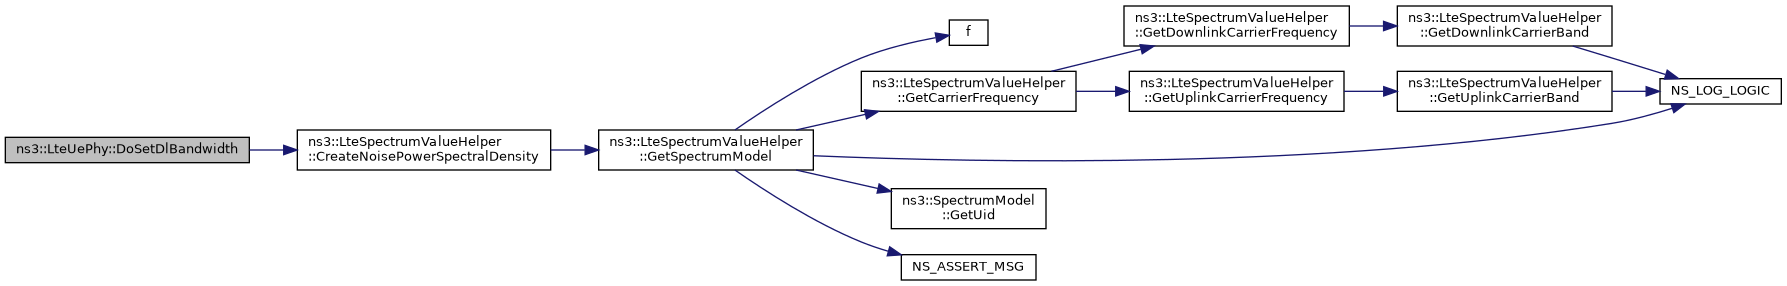 ns3::LteUePhy::DoSetDlBandwidth
ns3::LteSpectrumValueHelper
::CreateNoisePowerSpectralDensity
ns3::LteSpectrumValueHelper
::GetSpectrumModel
f
ns3::LteSpectrumValueHelper
::GetCarrierFrequency
ns3::LteSpectrumValueHelper
::GetDownlinkCarrierFrequency
ns3::LteSpectrumValueHelper
::GetDownlinkCarrierBand
ns3::LteSpectrumValueHelper
::GetUplinkCarrierFrequency
ns3::LteSpectrumValueHelper
::GetUplinkCarrierBand
NS_LOG_LOGIC
ns3::SpectrumModel
::GetUid
NS_ASSERT_MSG